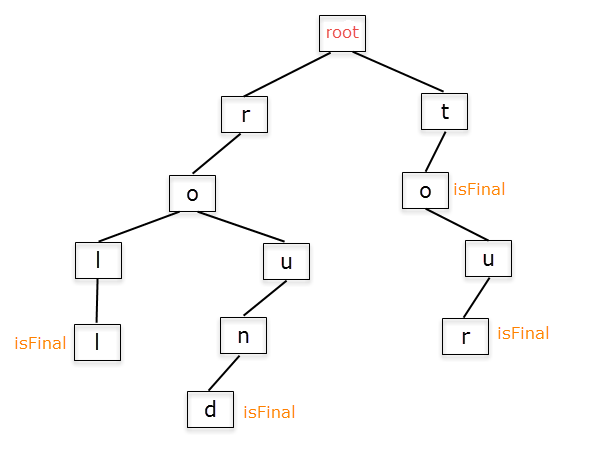 root
r t
o o isFinal
l u u
isFinal l n r isFinal
d isFinal